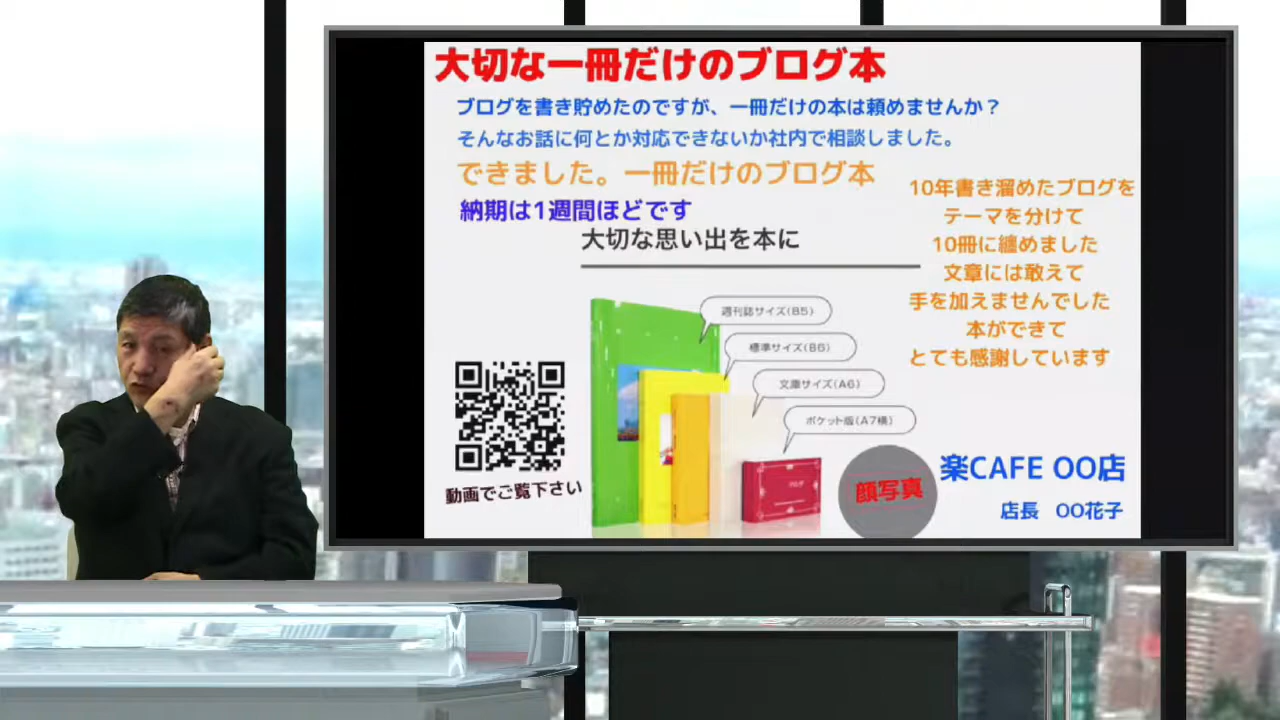 大切な一冊だけのブログ本
ブログを書き貯めたのですが、一冊だけの本は頼めませんか？
そんなお話に何とか対応できないか社内で相談しました。
できました。一冊だけのブログ本
納期は1週間ほどです
大切な思い出を本に
10年書き溜めたブログを
テーマを分けて
10冊に纏めました
文章には敢えて
手を加えませんでした
本ができて
とても感謝しています
週刊誌サイズ(B5)
標準サイズ(B6)
文庫サイズ(A6)
ポケット版(A7横)
ブログ
動画でご覧下さい
顔写真
楽CAFE OO店
店長 OO花子